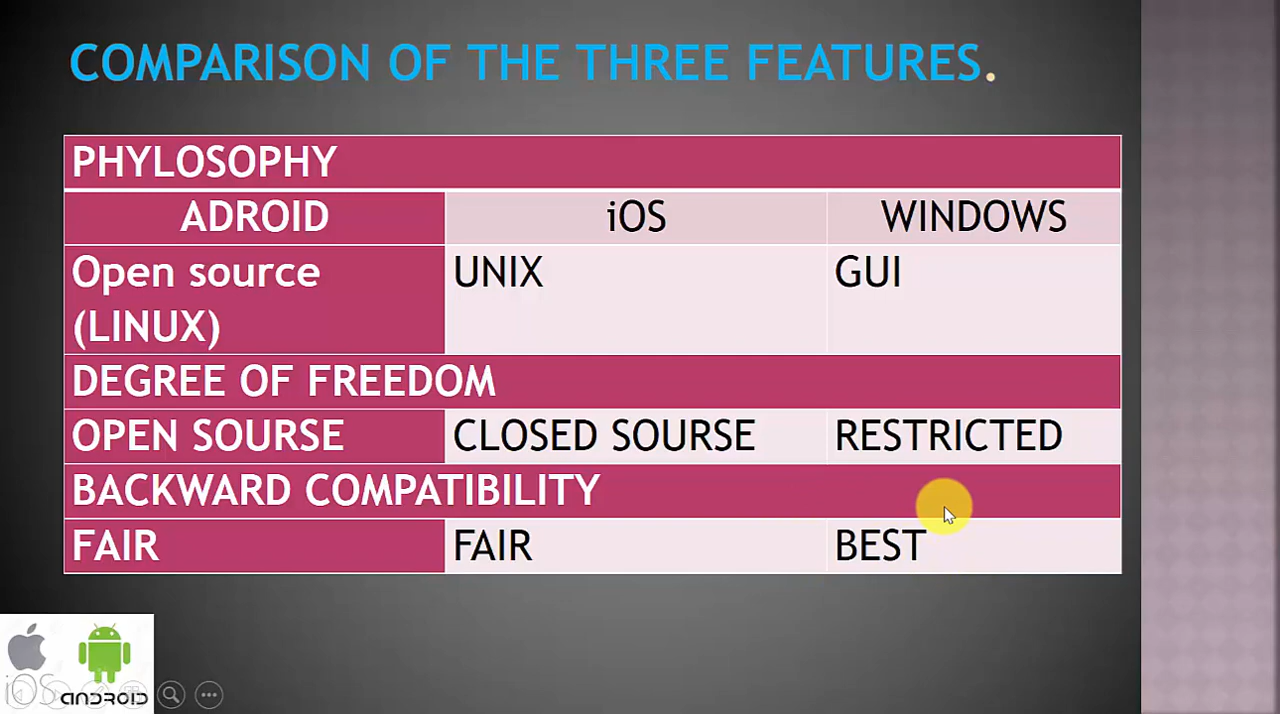 COMPARISON OF THE THREE FEATURES.
PHYLOSOPHY
ADROID iOS WINDOWS
Open source UNIX GUI
(LINUX)
DEGREE OF FREEDOM
OPEN SOURSE CLOSED SOURSE RESTRICTED
BACKWARD COMPATIBILITY
FAIR FAIR BEST
iOS ANDROID